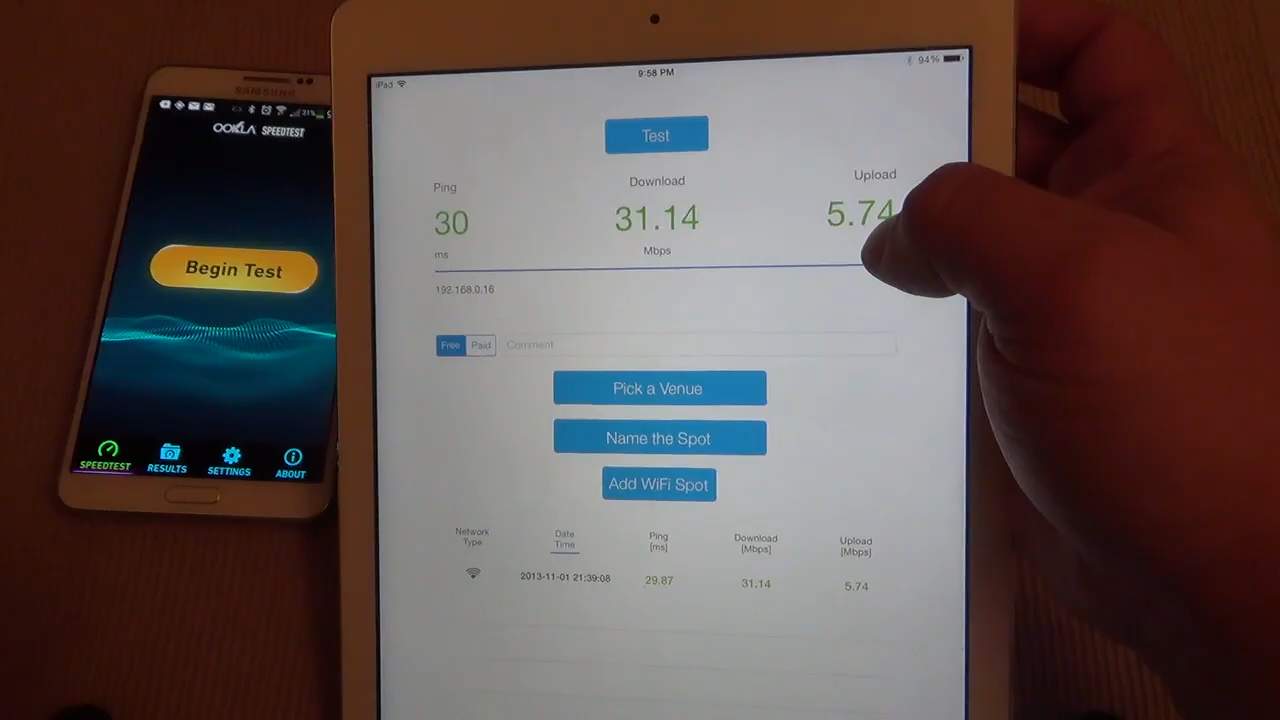 SAMSUNG
31%
OOKLA SPEEDTEST
Begin Test
SPEEDTEST
RESULTS
SETTINGS
ABOUT
iPad
9:58 PM
94%
Test
Ping
Download
Upload
30
31.14
5.74
ms
Mbps
192.168.0.16
Free
Paid
Comment
Pick a Venue
Name the Spot
Add WiFi Spot
Network
Type
Date
Time
Ping
[ms]
Download
[Mbps]
Upload
[Mbps]
2013-11-01 21:39:08
29.87
31.14
5.74